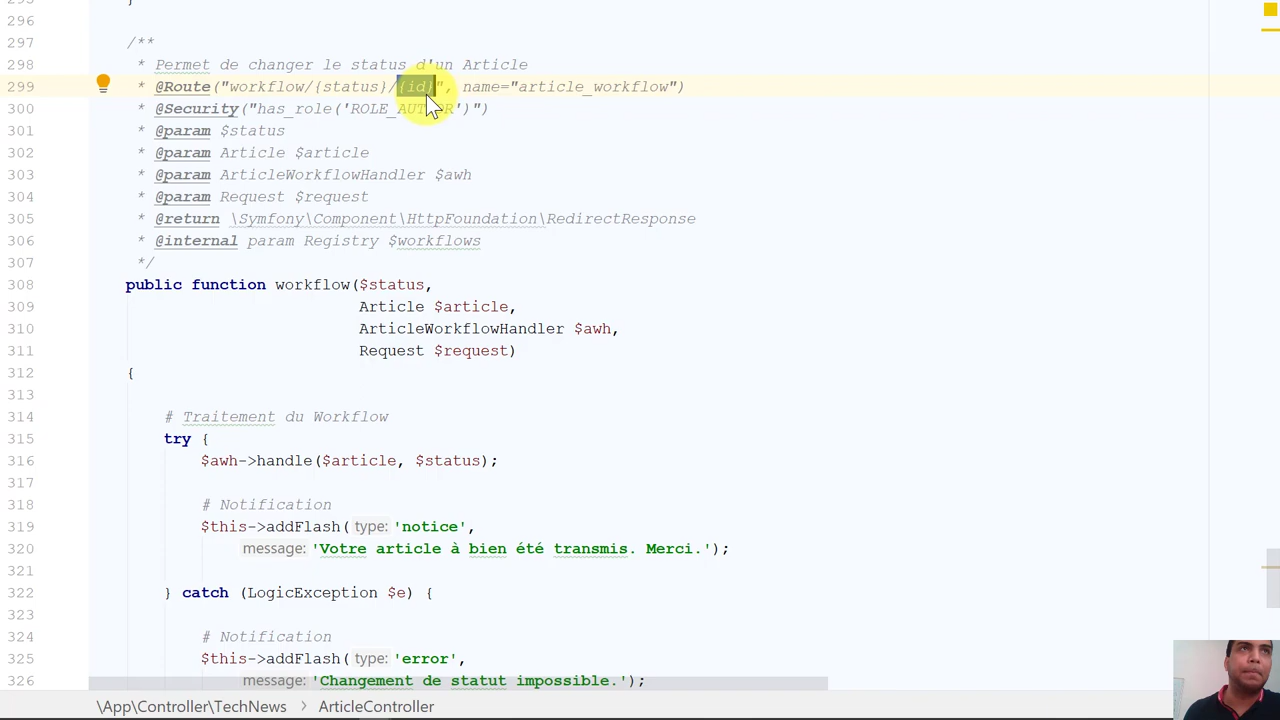 295 }
296
297 /**
298 * Permet de changer le status d'un Article
299 * @Route("workflow/{status}/{id}", name="article_workflow")
300 * @Security("has_role('ROLE_AUTHOR')")
301 * @param $status
302 * @param Article $article
303 * @param ArticleWorkflowHandler $awh
304 * @param Request $request
305 * @return \Symfony\Component\HttpFoundation\RedirectResponse
306 * @internal param Registry $workflows
307 */
308 public function workflow($status,
309 Article $article,
310 ArticleWorkflowHandler $awh,
311 Request $request)
312 {
313
314 # Traitement du Workflow
315 try {
316 $awh->handle($article, $status);
317
318 # Notification
319 $this->addFlash( type: 'notice',
320 message: 'Votre article à bien été transmis. Merci.');
321
322 } catch (LogicException $e) {
323
324 # Notification
325 $this->addFlash( type: 'error',
326 message: 'Changement de statut impossible.');
\App\Controller\TechNews › ArticleController